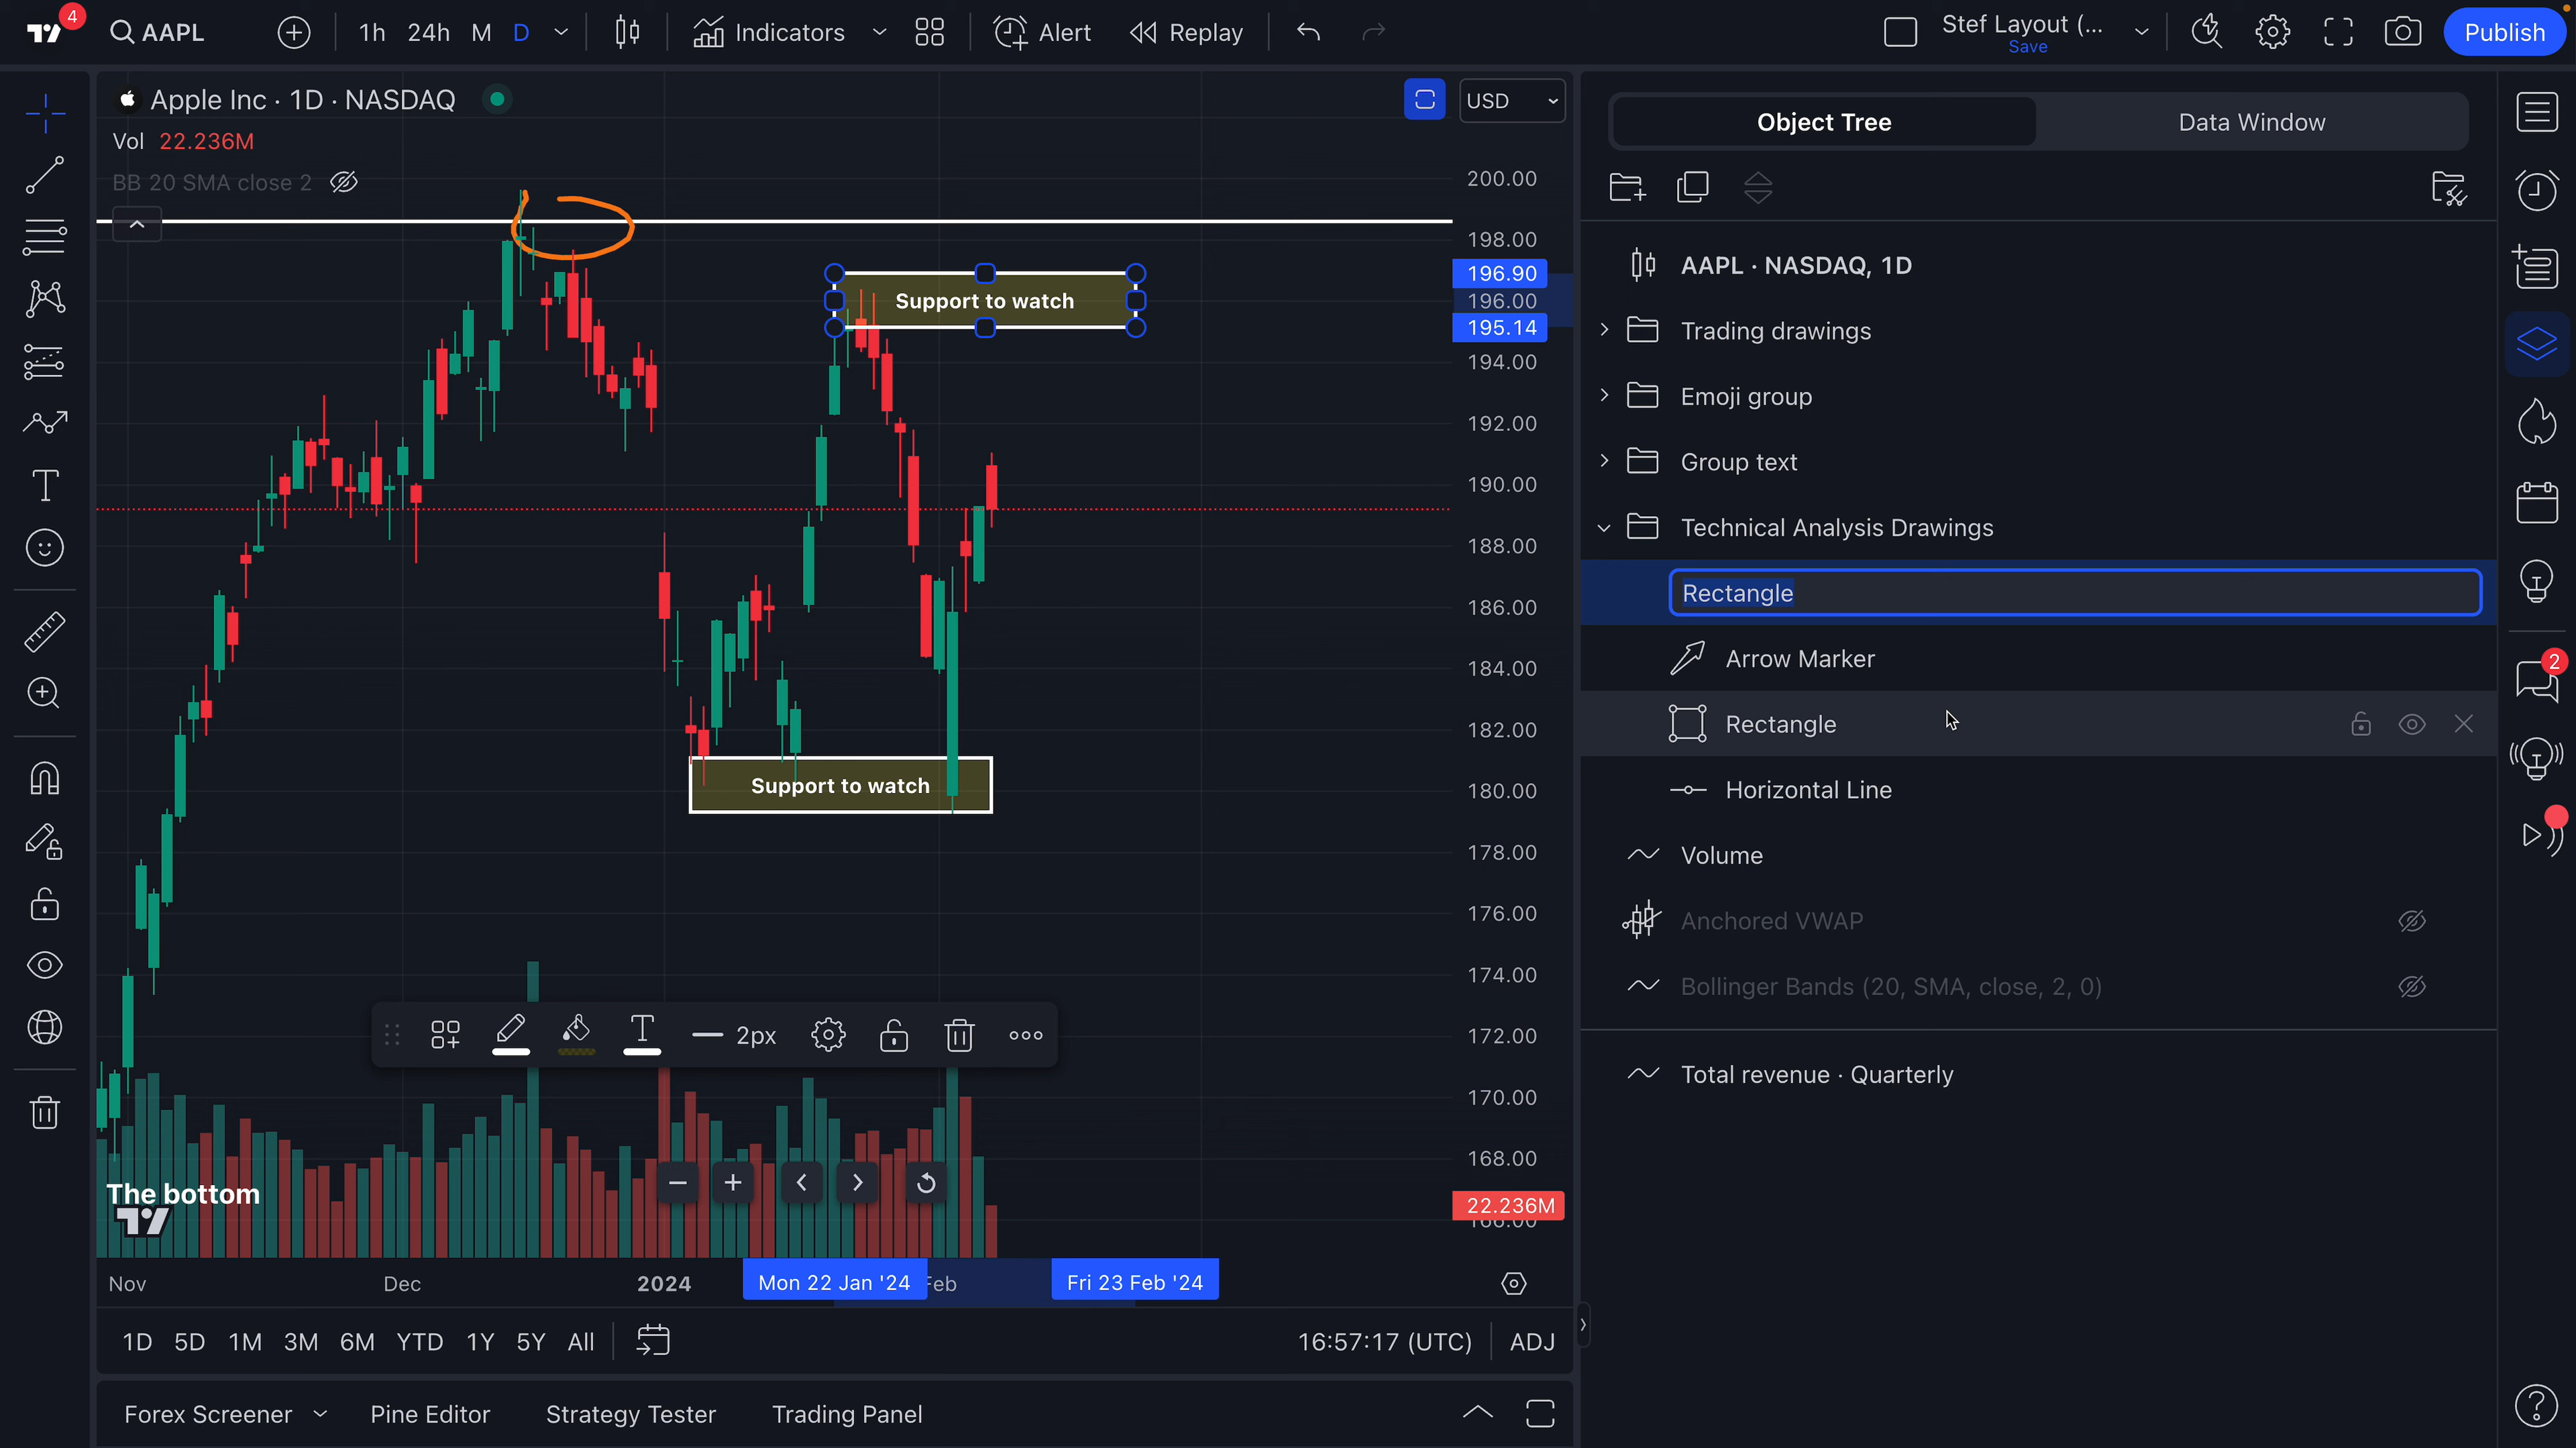 4
AAPL
1h 24h M D
Indicators
Alert
Replay
Stef Layout (...
Save
Publish
Apple Inc · 1D · NASDAQ
USD
Vol 22.236M
BB 20 SMA close 2
Support to watch
Support to watch
200.00
198.00
196.90
196.00
195.14
194.00
192.00
190.00
188.00
186.00
184.00
182.00
180.00
178.00
176.00
174.00
172.00
170.00
168.00
22.236M
166.00
2px
The bottom
Nov
Dec
2024
Mon 22 Jan '24
Feb
Fri 23 Feb '24
1D 5D 1M 3M 6M YTD 1Y 5Y All
16:57:17 (UTC)
ADJ
Forex Screener
Pine Editor
Strategy Tester
Trading Panel
Object Tree
Data Window
AAPL · NASDAQ, 1D
Trading drawings
Emoji group
Group text
Technical Analysis Drawings
Rectangle
Arrow Marker
Rectangle
Horizontal Line
Volume
Anchored VWAP
Bollinger Bands (20, SMA, close, 2, 0)
Total revenue · Quarterly
2